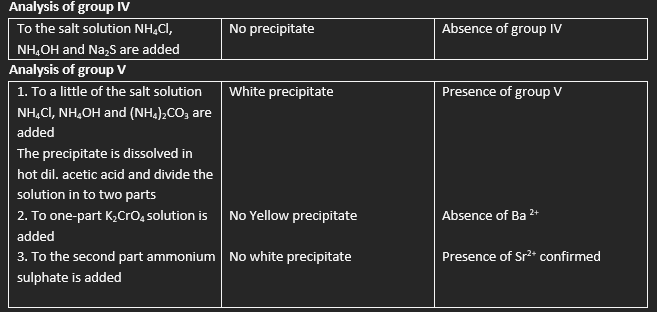 Analysis of group IV
To the salt solution NH₄Cl, No precipitate Absence of group IV
NH₄OH and Na₂S are added
Analysis of group V
1. To a little of the salt solution White precipitate Presence of group V
NH₄Cl, NH₄OH and (NH₄)₂CO₃ are
added
The precipitate is dissolved in
hot dil. acetic acid and divide the
solution in to two parts
2. To one-part K₂CrO₄ solution is No Yellow precipitate Absence of Ba ²⁺
added
3. To the second part ammonium No white precipitate Presence of Sr²⁺ confirmed
sulphate is added